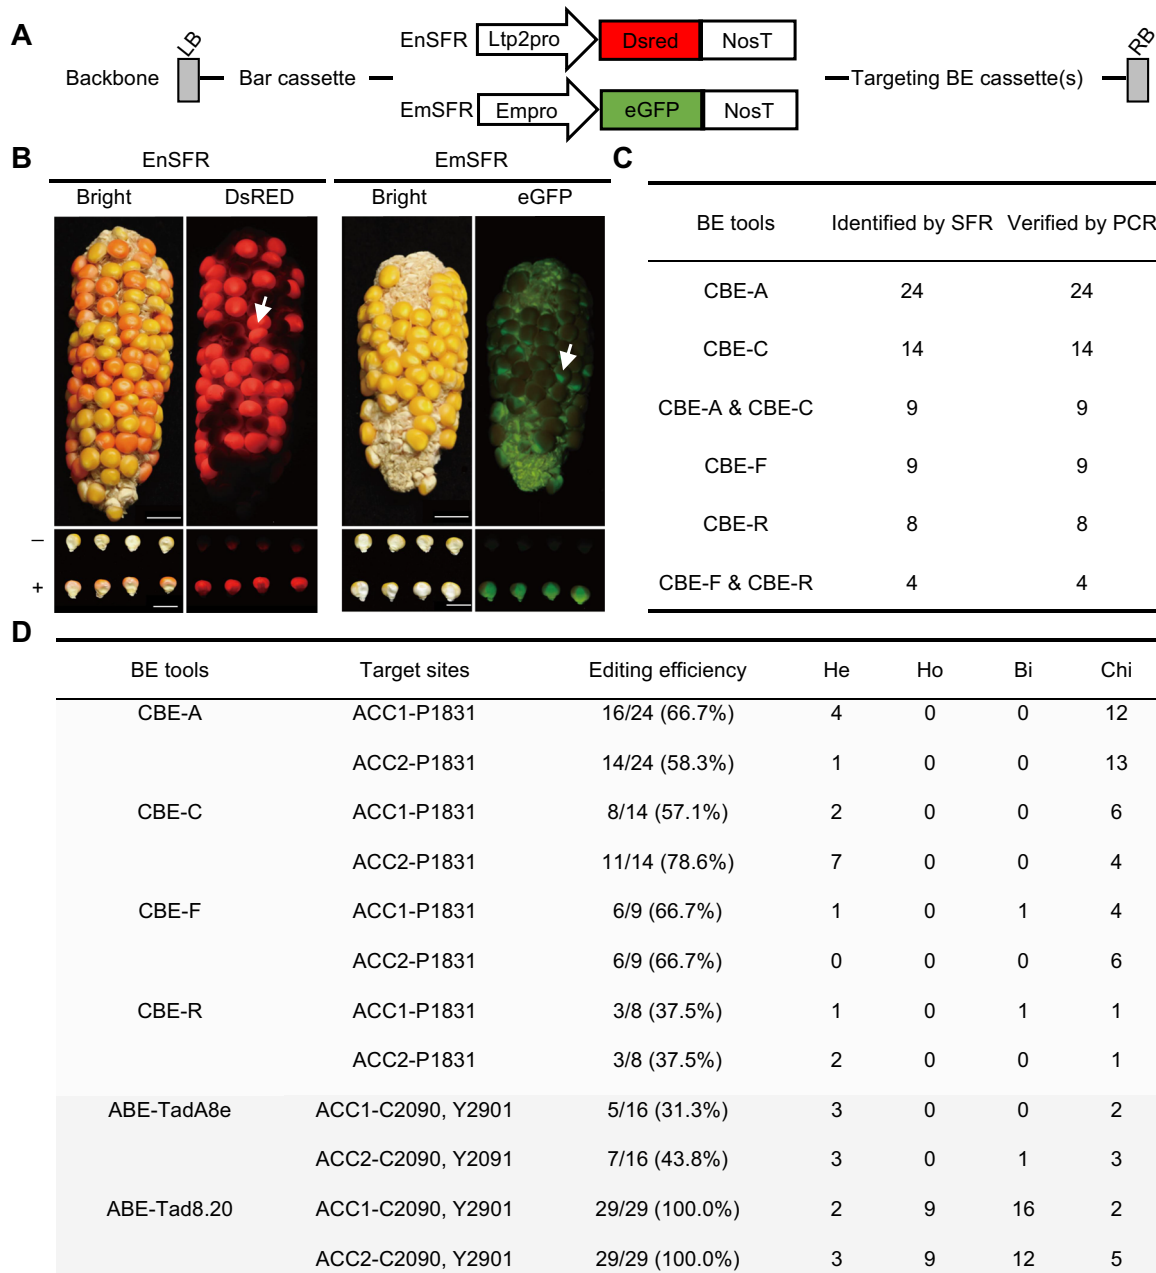 A
EnSFR Ltp2pro Dsred NosT
Backbone LB Bar cassette Targeting BE cassette(s) RB
EmSFR Empro eGFP NosT
B
EnSFR EmSFR
Bright DsRED Bright eGFP
–
+
C
BE tools Identified by SFR Verified by PCR
CBE-A 24 24
CBE-C 14 14
CBE-A & CBE-C 9 9
CBE-F 9 9
CBE-R 8 8
CBE-F & CBE-R 4 4
D
BE tools Target sites Editing efficiency He Ho Bi Chi
CBE-A ACC1-P1831 16/24 (66.7%) 4 0 0 12
ACC2-P1831 14/24 (58.3%) 1 0 0 13
CBE-C ACC1-P1831 8/14 (57.1%) 2 0 0 6
ACC2-P1831 11/14 (78.6%) 7 0 0 4
CBE-F ACC1-P1831 6/9 (66.7%) 1 0 1 4
ACC2-P1831 6/9 (66.7%) 0 0 0 6
CBE-R ACC1-P1831 3/8 (37.5%) 1 0 1 1
ACC2-P1831 3/8 (37.5%) 2 0 0 1
ABE-TadA8e ACC1-C2090, Y2901 5/16 (31.3%) 3 0 0 2
ACC2-C2090, Y2091 7/16 (43.8%) 3 0 1 3
ABE-Tad8.20 ACC1-C2090, Y2901 29/29 (100.0%) 2 9 16 2
ACC2-C2090, Y2901 29/29 (100.0%) 3 9 12 5